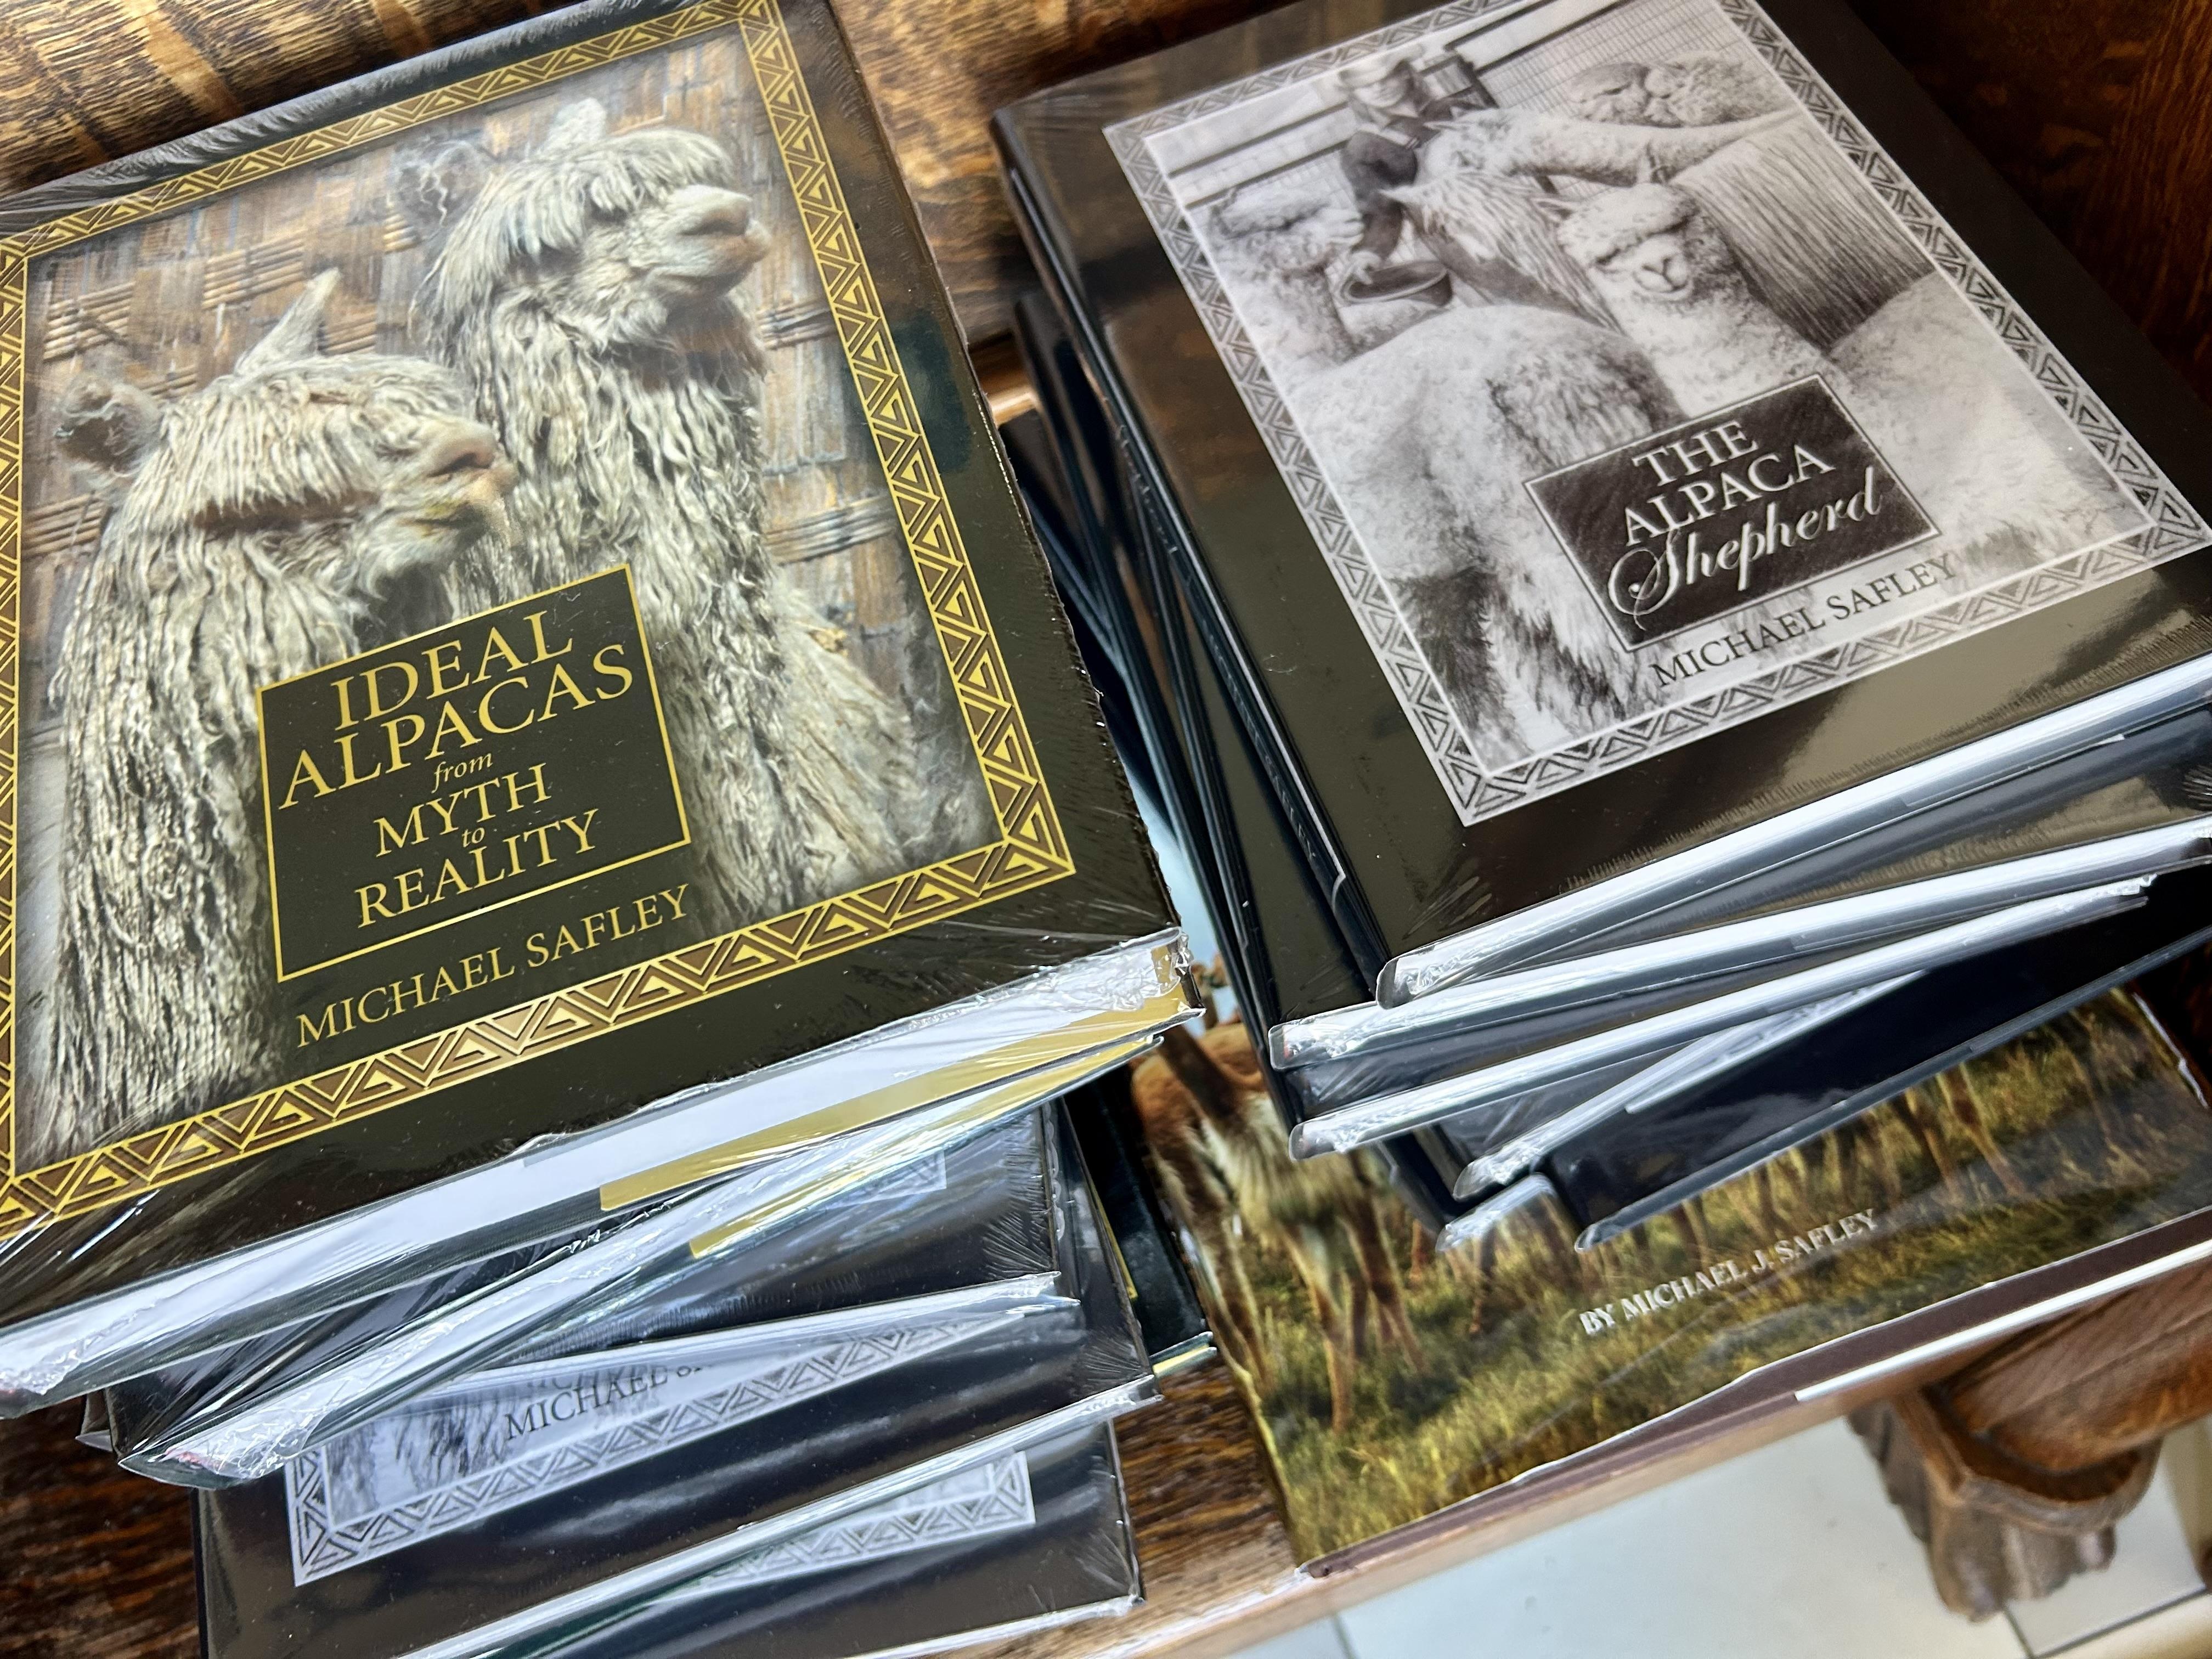 IDEAL
ALPACAS
from
MYTH
to
REALITY
MICHAEL SAFLEY
THE
ALPACA
Shepherd
MICHAEL SAFLEY
BY MICHAEL J. SAFLEY
MICHAEL